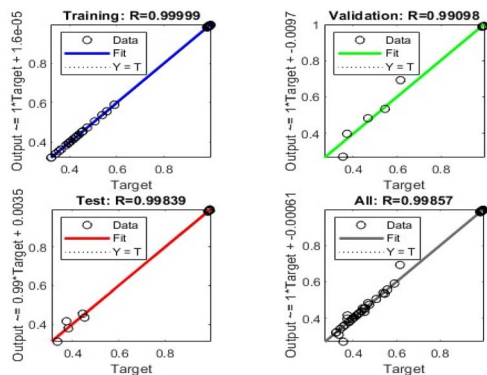 Training: R=0.99999
Output ~= 1*Target + 1.6e-05
0.8
0.6
0.4
Data
Fit
Y = T
0.4 0.6 0.8
Target
Validation: R=0.99098
Output ~= 1*Target + -0.0097
1
0.8
0.6
0.4
Data
Fit
Y = T
0.4 0.6 0.8
Target
Test: R=0.99839
Output ~= 0.99*Target + 0.0035
0.8
0.6
0.4
Data
Fit
Y = T
0.4 0.6 0.8
Target
All: R=0.99857
Output ~= 1*Target + -0.00061
0.8
0.6
0.4
Data
Fit
Y = T
0.4 0.6 0.8
Target